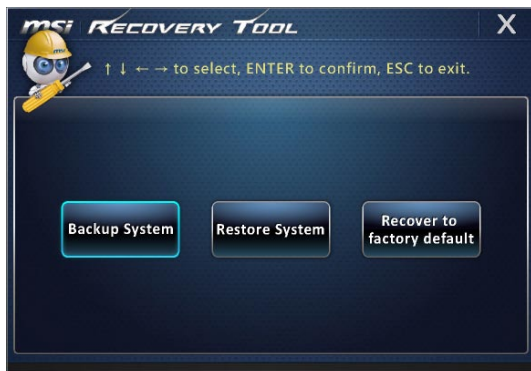 msi RECOVERY TOOL X
↑ ↓ ← → to select, ENTER to confirm, ESC to exit.
Backup System
Restore System
Recover to
factory default